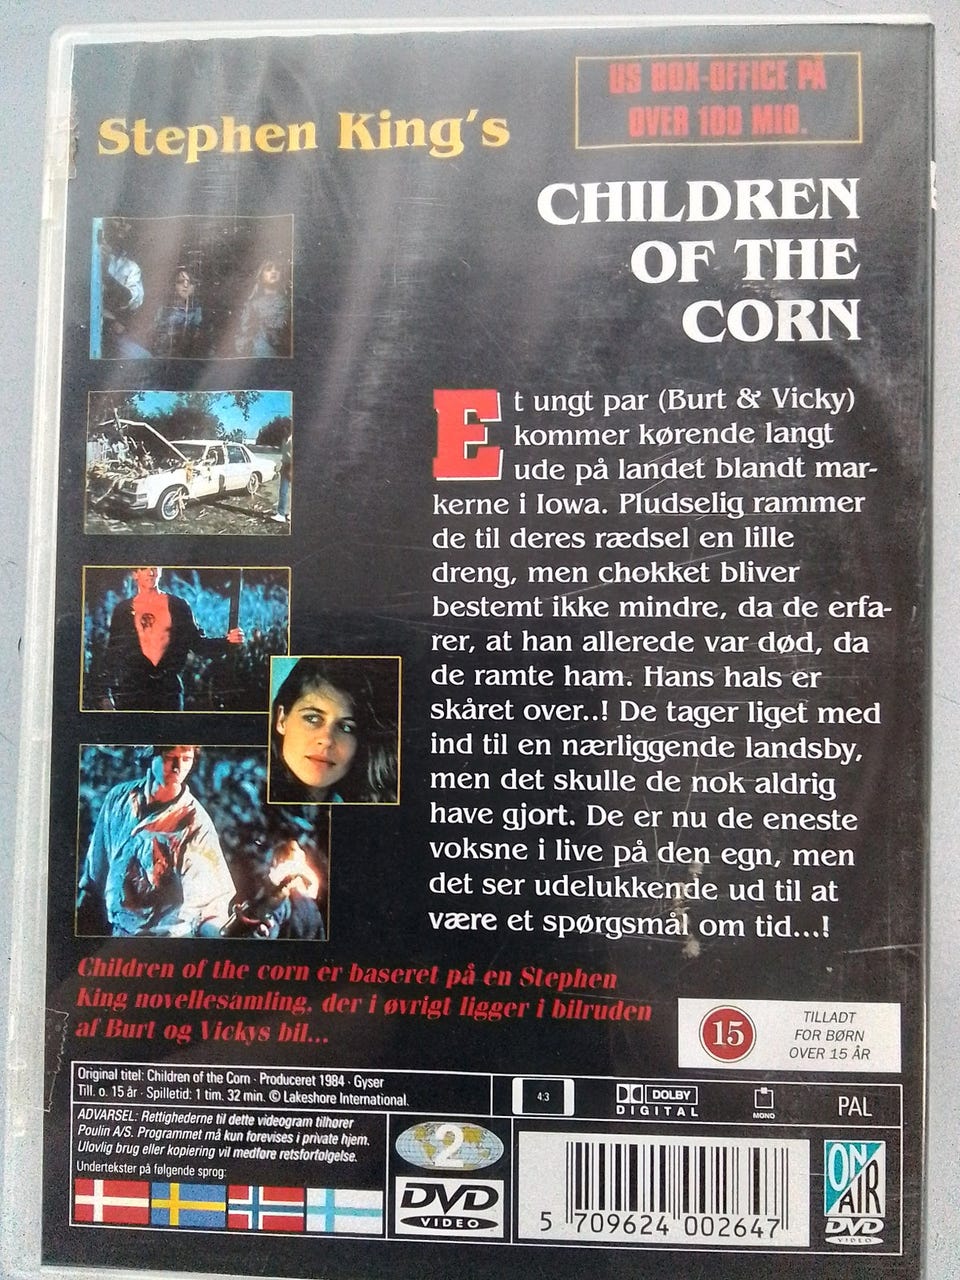 US BOX-OFFICE PÅ
OVER 100 MIO.
Stephen King's
CHILDREN
OF THE
CORN
Et ungt par (Burt & Vicky)
kommer kørende langt
ude på landet blandt mar-
kerne i Iowa. Pludselig rammer
de til deres rædsel en lille
dreng, men chokket bliver
bestemt ikke mindre, da de erfa-
rer, at han allerede var død, da
de ramte ham. Hans hals er
skåret over..! De tager liget med
ind til en nærliggende landsby,
men det skulle de nok aldrig
have gjort. De er nu de eneste
voksne i live på den egn, men
det ser udelukkende ud til at
være et spørgsmål om tid...!
Children of the corn er baseret på en Stephen
King novellesamling, der i øvrigt ligger i bilruden
af Burt og Vickys bil...
15
TILLADT
FOR BØRN
OVER 15 ÅR
Original titel: Children of the Corn · Produceret 1984 · Gyser
Till. o. 15 år · Spilletid: 1 tim. 32 min. © Lakeshore International.
4:3
DOLBY
DIGITAL
MONO
PAL
ADVARSEL: Rettighederne til dette videogram tilhører
Poulin A/S. Programmet må kun forevises i private hjem.
Ulovlig brug eller kopiering vil medføre retsforfølgelse.
Undertekster på følgende sprog:
2
DVD
VIDEO
5 709624 002647
ON
AIR
DVD
VIDEO